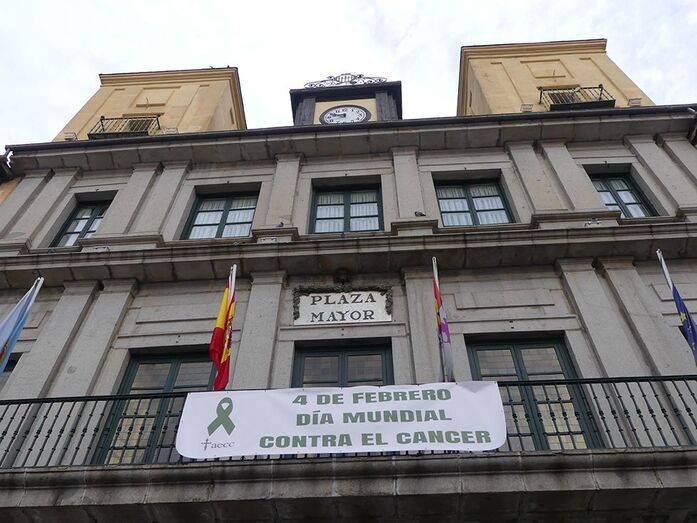 PLAZA
MAYOR
4 DE FEBRERO
DÍA MUNDIAL
CONTRA EL CANCER
aecc